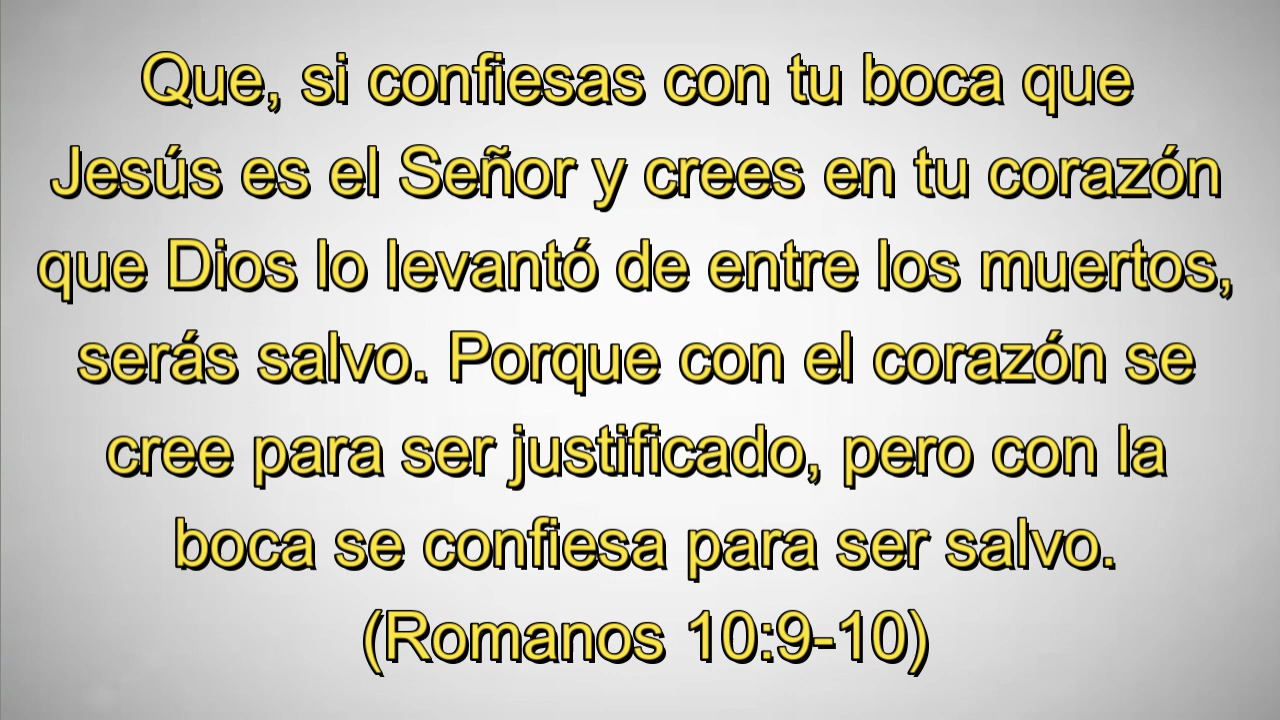 Que, si confiesas con tu boca que
Jesús es el Señor y crees en tu corazón
que Dios lo levantó de entre los muertos,
serás salvo. Porque con el corazón se
cree para ser justificado, pero con la
boca se confiesa para ser salvo.
(Romanos 10:9-10)